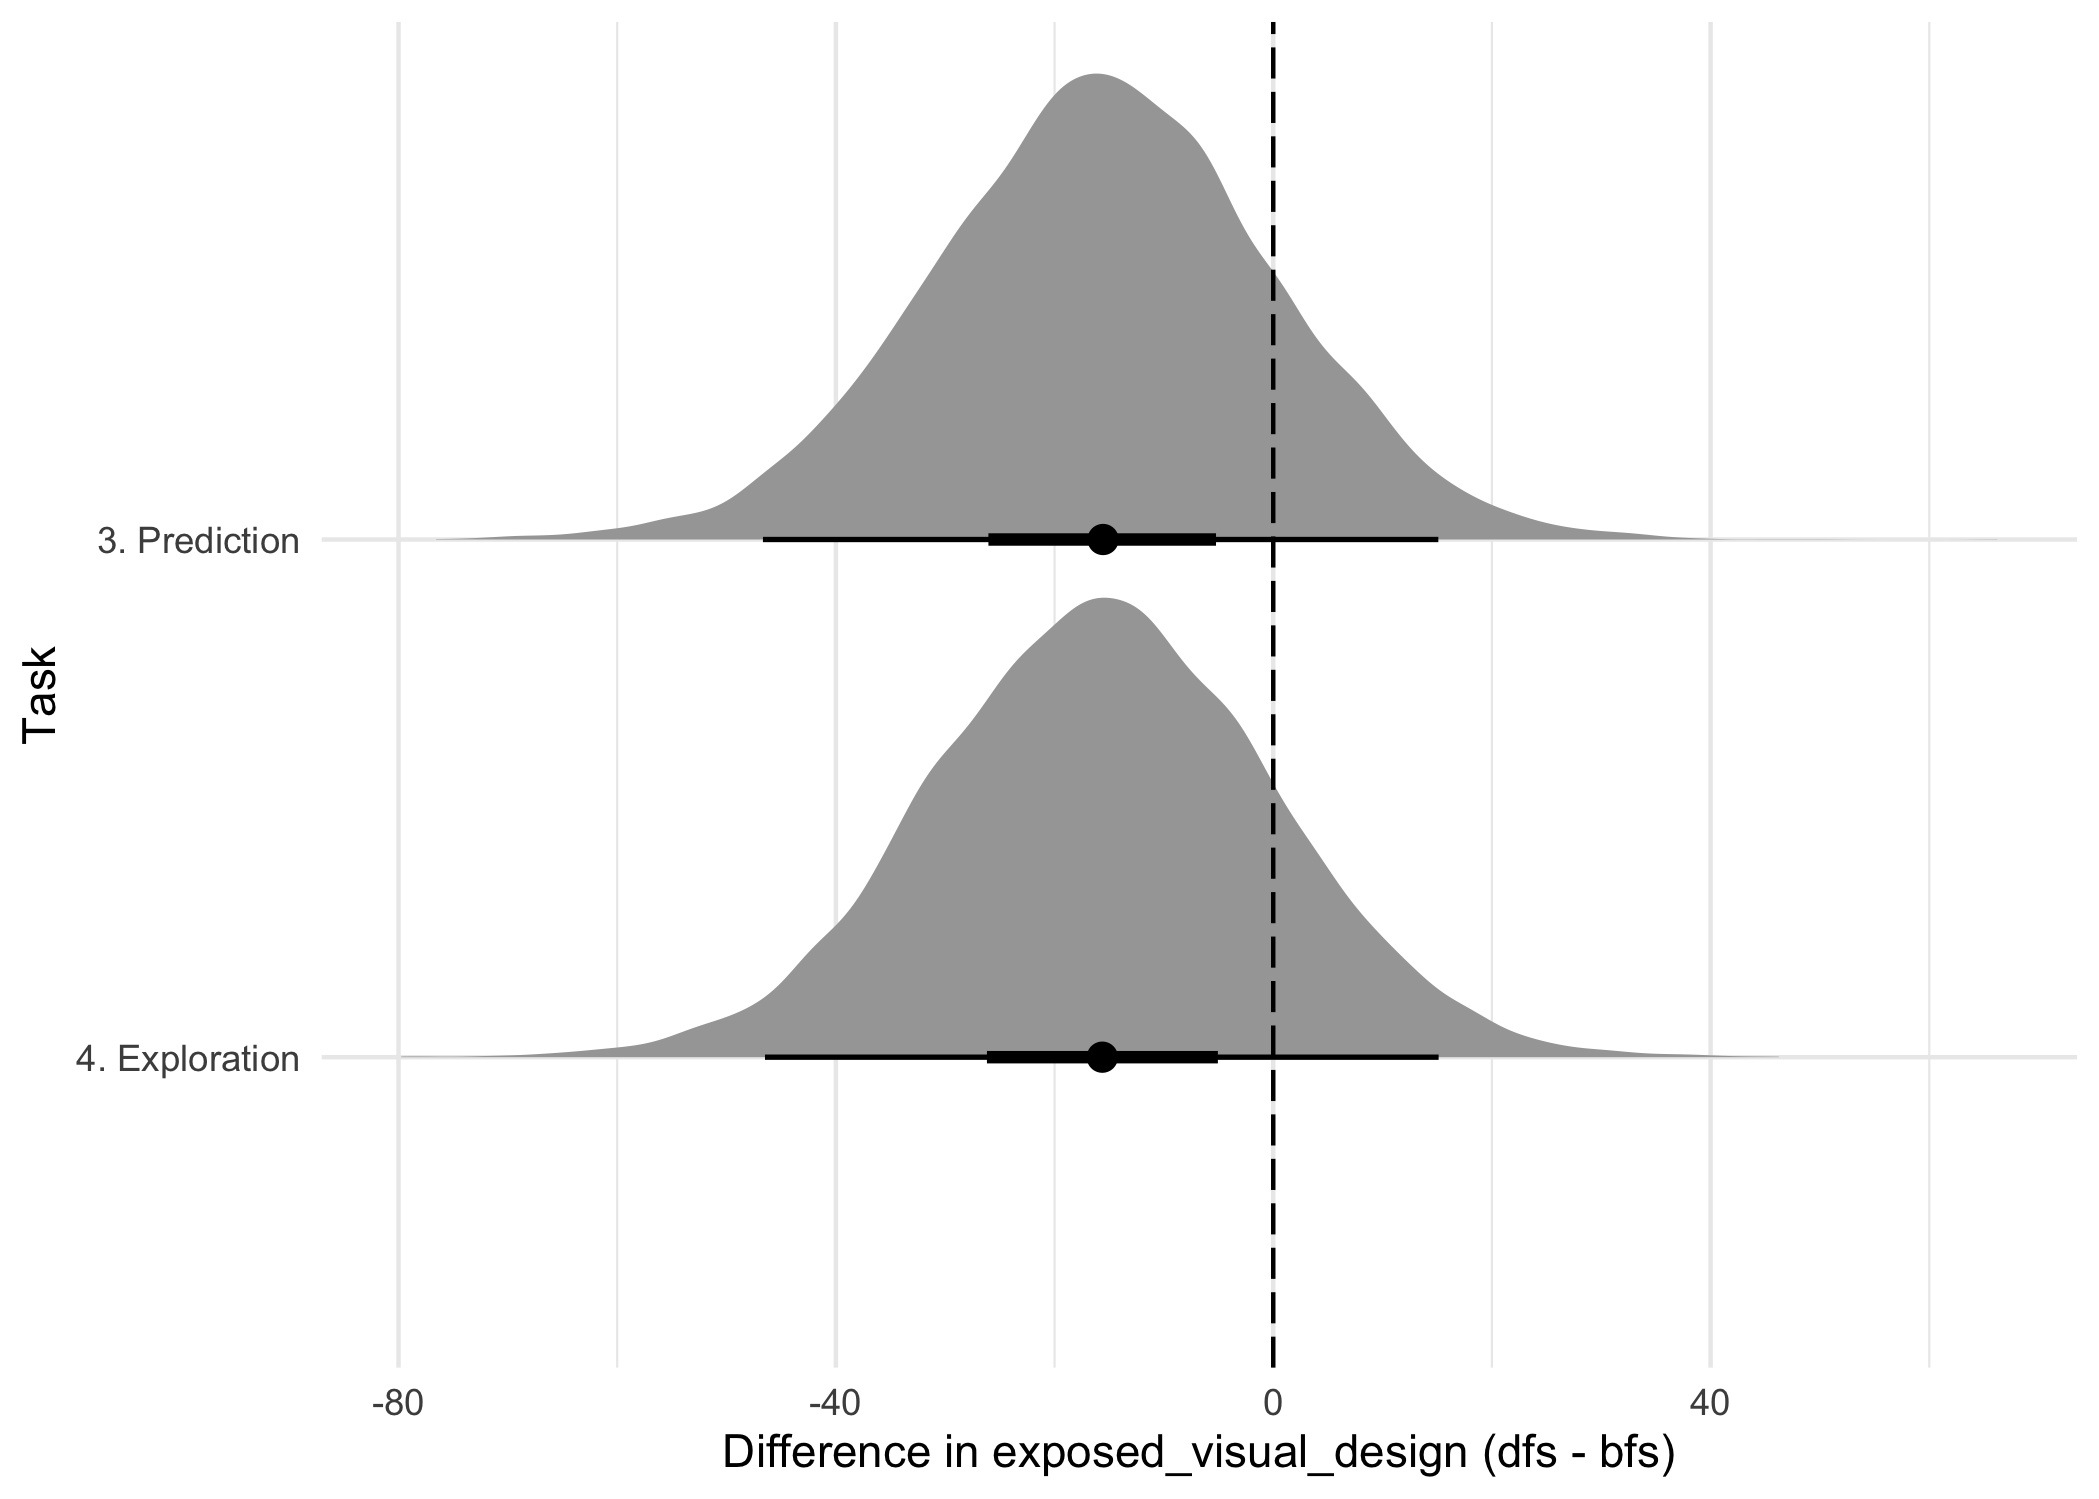 Task
3. Prediction
4. Exploration
-80
-40
0
40
Difference in exposed_visual_design (dfs - bfs)